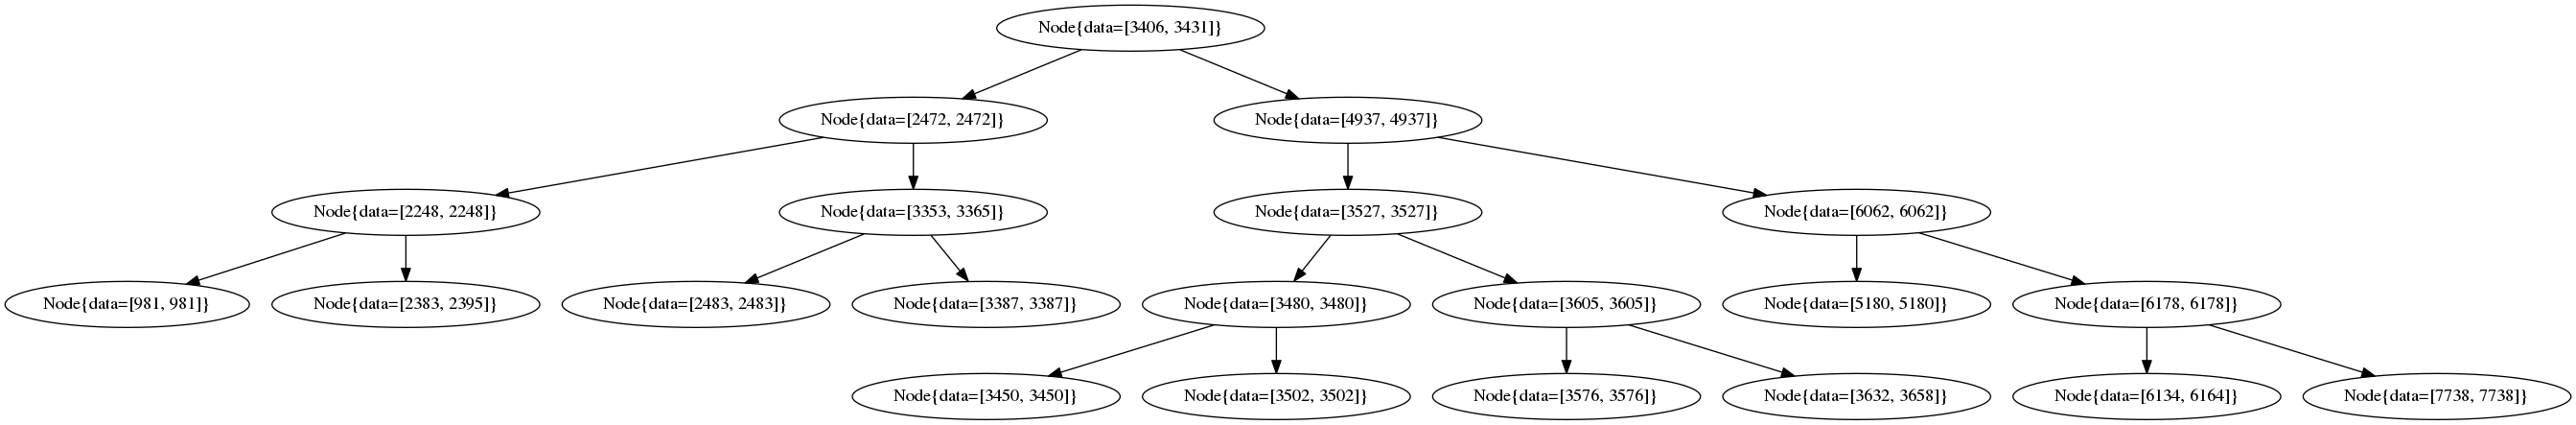 Node{data=[3406, 3431]}
Node{data=[2472, 2472]}
Node{data=[4937, 4937]}
Node{data=[2248, 2248]}
Node{data=[3353, 3365]}
Node{data=[3527, 3527]}
Node{data=[6062, 6062]}
Node{data=[981, 981]}
Node{data=[2383, 2395]}
Node{data=[2483, 2483]}
Node{data=[3387, 3387]}
Node{data=[3480, 3480]}
Node{data=[3605, 3605]}
Node{data=[5180, 5180]}
Node{data=[6178, 6178]}
Node{data=[3450, 3450]}
Node{data=[3502, 3502]}
Node{data=[3576, 3576]}
Node{data=[3632, 3658]}
Node{data=[6134, 6164]}
Node{data=[7738, 7738]}